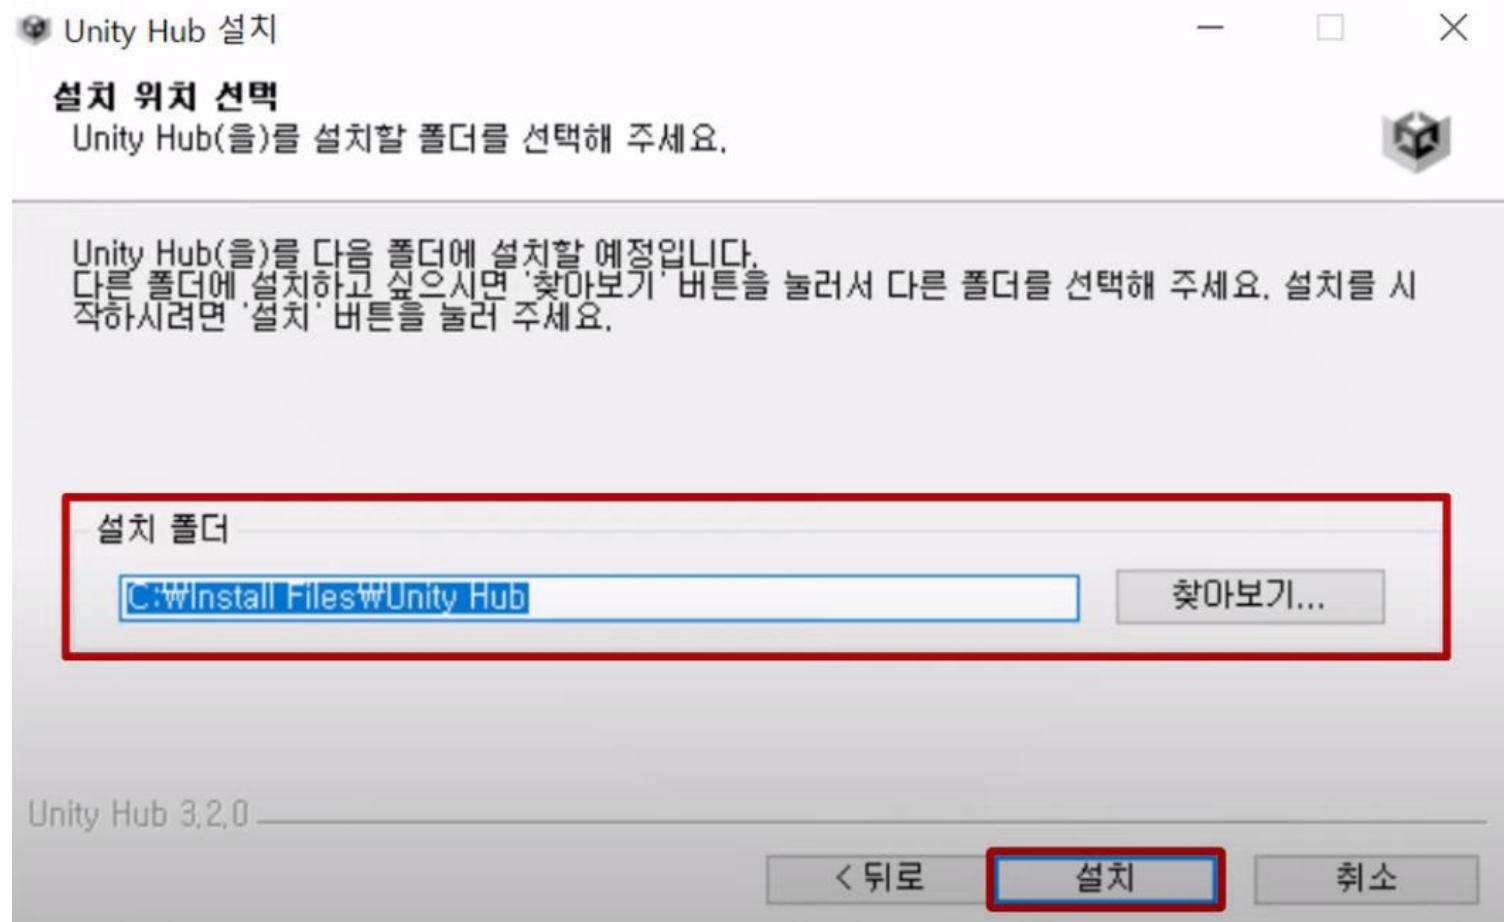 Unity Hub 설치
설치 위치 선택
Unity Hub(을)를 설치할 폴더를 선택해 주세요.
Unity Hub(을)를 다음 폴더에 설치할 예정입니다.
다른 폴더에 설치하고 싶으시면 '찾아보기' 버튼을 눌러서 다른 폴더를 선택해 주세요. 설치를 시
작하시려면 '설치' 버튼을 눌러 주세요.
설치 폴더
C:₩Install Files₩Unity Hub
찾아보기...
Unity Hub 3.2.0
< 뒤로
설치
취소